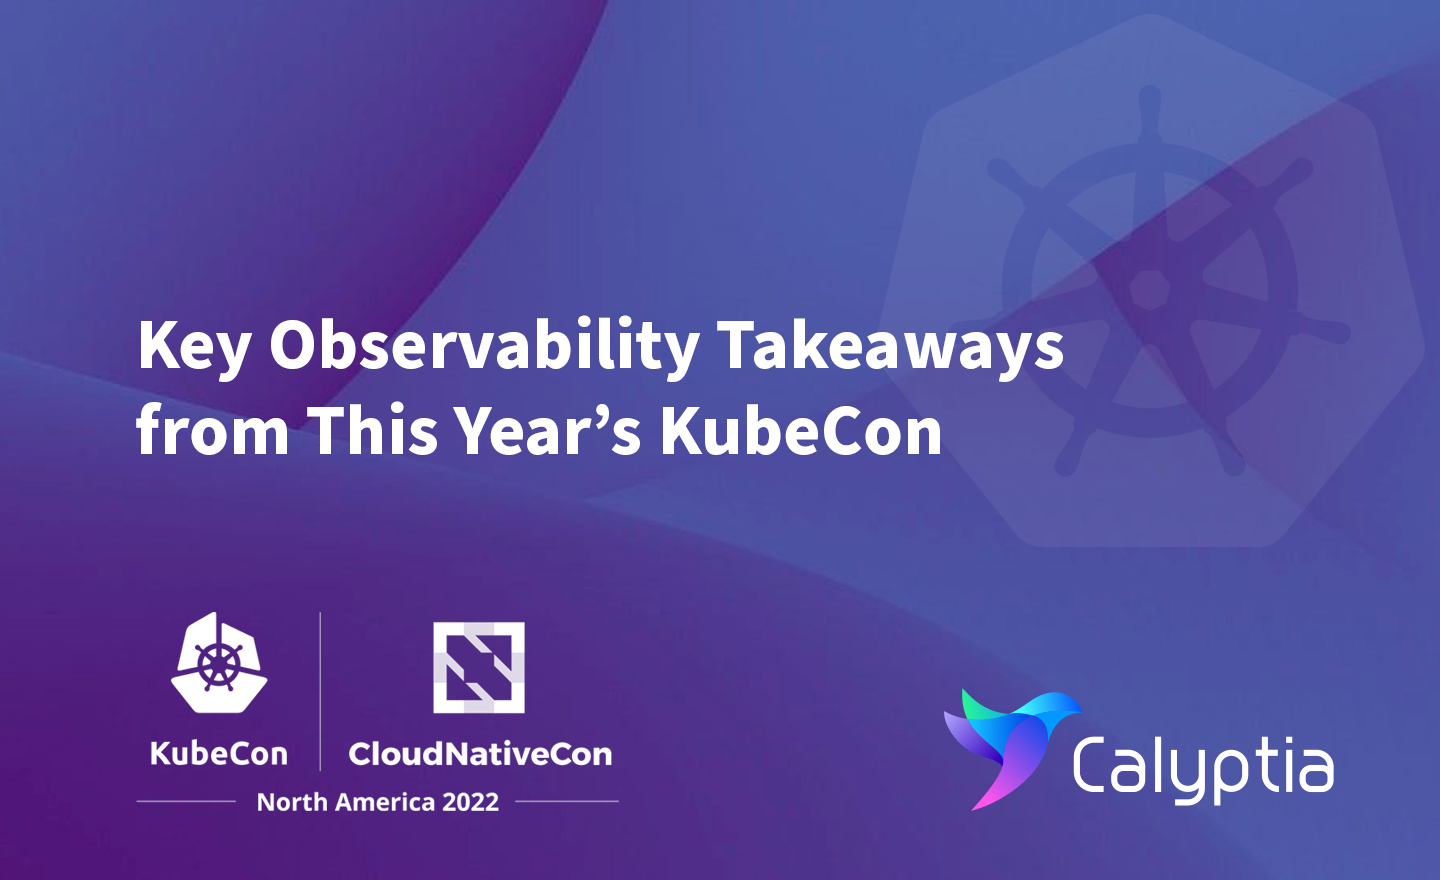 Key Observability Takeaways
from This Year’s KubeCon
KubeCon
CloudNativeCon
North America 2022
Calyptia